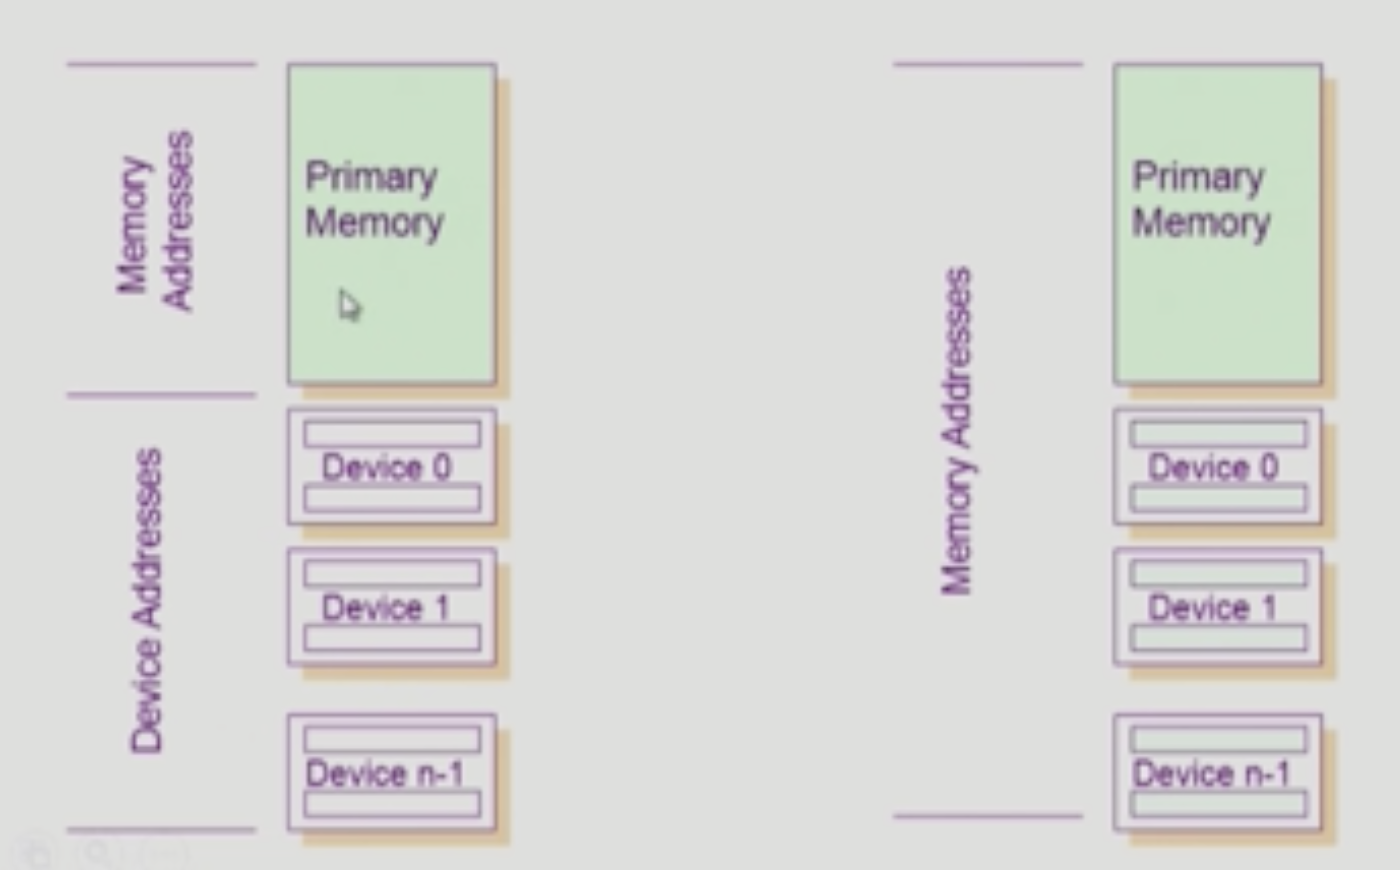 Memory
Addresses
Primary
Memory
Device Addresses
Device 0
Device 1
Device n-1
Memory Addresses
Primary
Memory
Device 0
Device 1
Device n-1